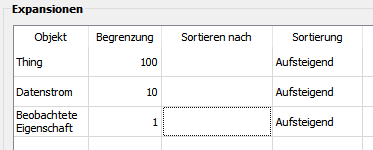 Expansionen
Objekt Begrenzung Sortieren nach Sortierung
Thing 100 Aufsteigend
Datenstrom 10 Aufsteigend
Beobachtete
Eigenschaft 1 Aufsteigend